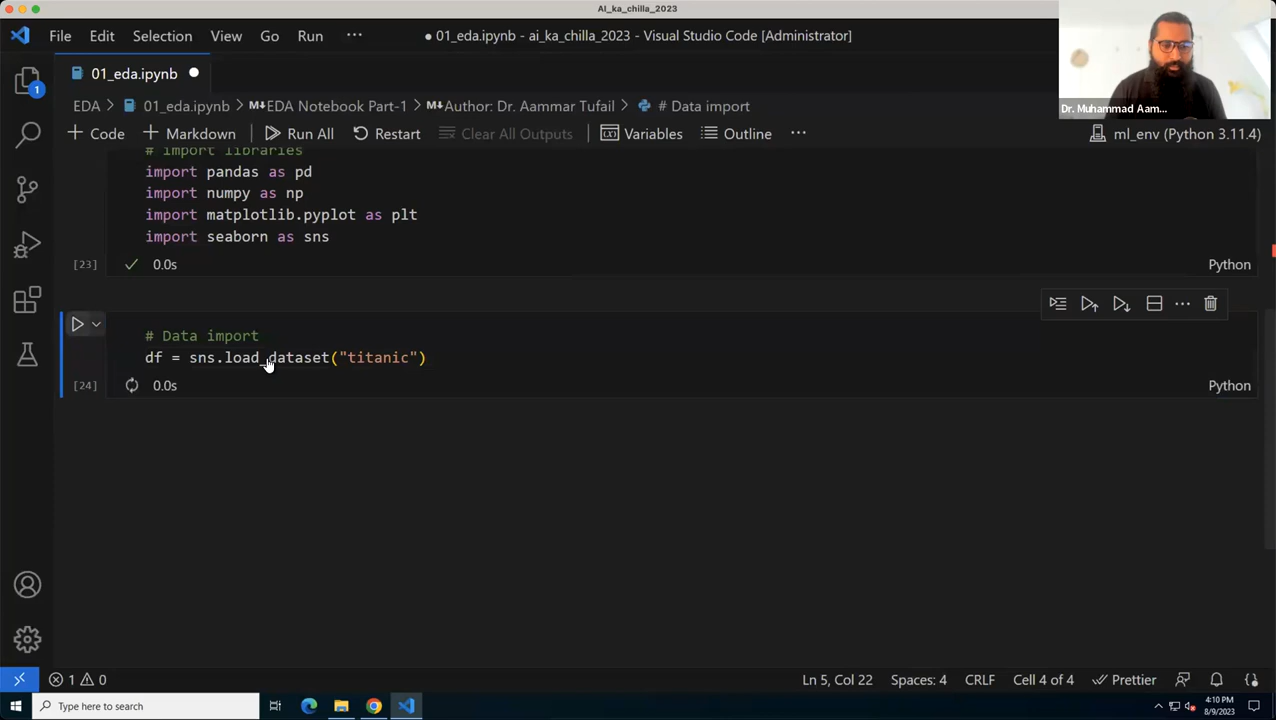 AI_ka_chilla_2023
File Edit Selection View Go Run ··· ● 01_eda.ipynb - ai_ka_chilla_2023 - Visual Studio Code [Administrator]
01_eda.ipynb
EDA > 01_eda.ipynb > M↓EDA Notebook Part-1 > M↓Author: Dr. Aammar Tufail > # Data import
Dr. Muhammad Aam...
+ Code + Markdown Run All Restart Clear All Outputs Variables Outline ··· ml_env (Python 3.11.4)
1
# import libraries
import pandas as pd
import numpy as np
import matplotlib.pyplot as plt
import seaborn as sns
[23] 0.0s Python
# Data import
df = sns.load_dataset("titanic")
[24] 0.0s Python
1 0 Ln 5, Col 22 Spaces: 4 CRLF Cell 4 of 4 Prettier
Type here to search
4:10 PM
8/9/2023